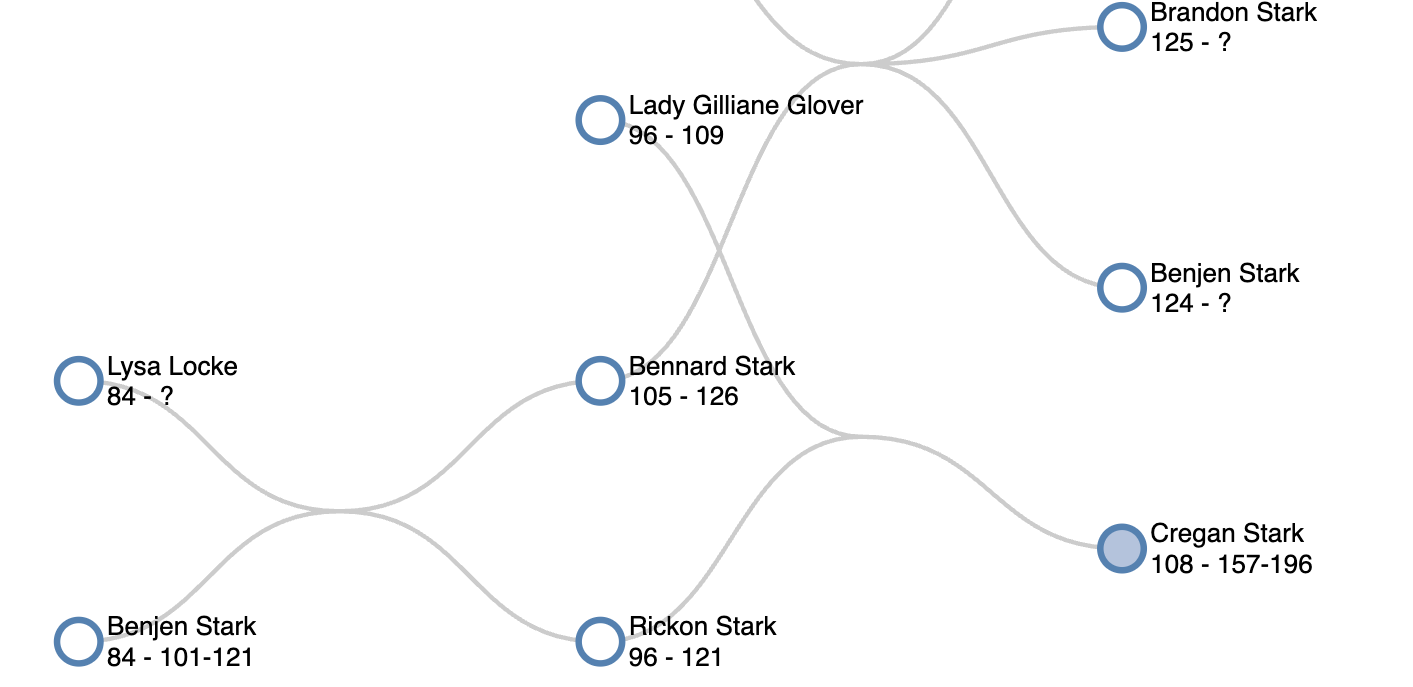 Brandon Stark
125 - ?
Lady Gilliane Glover
96 - 109
Benjen Stark
124 - ?
Lysa Locke
84 - ?
Bennard Stark
105 - 126
Cregan Stark
108 - 157-196
Benjen Stark
84 - 101-121
Rickon Stark
96 - 121